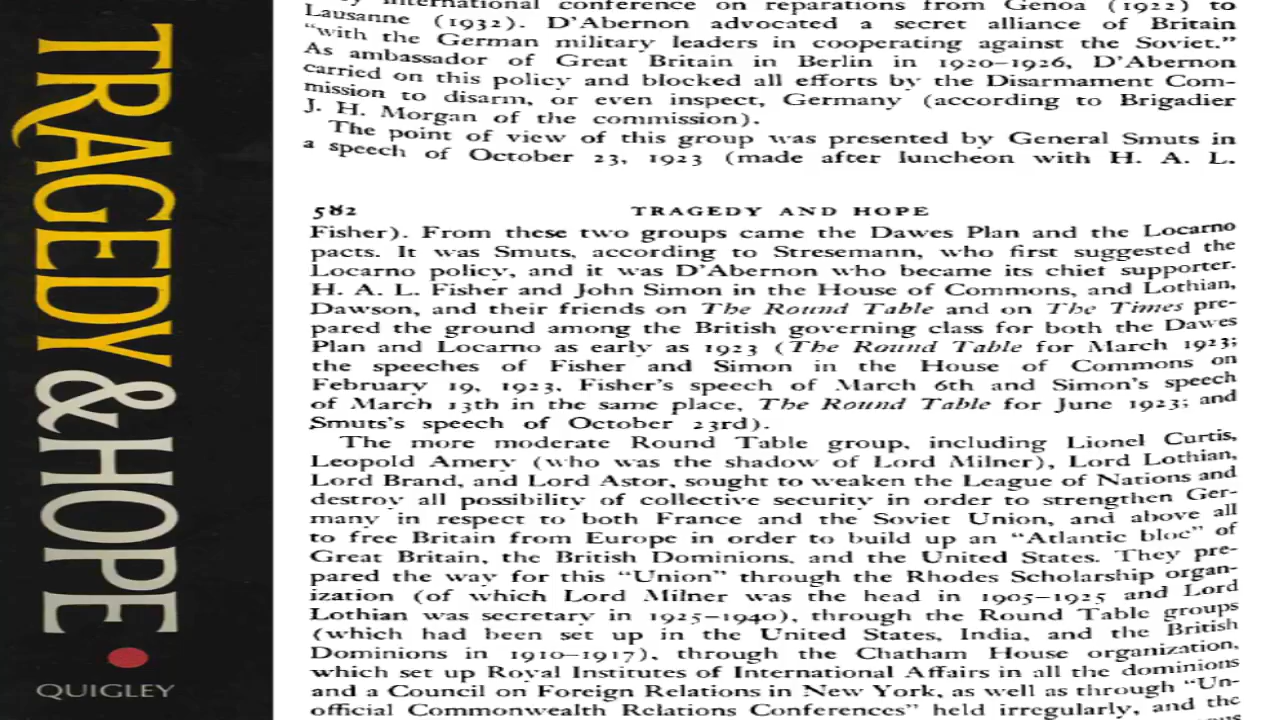 TRAGEDY & HOPE
QUIGLEY
international conference on reparations from Genoa (1922) to
Lausanne (1932). D'Abernon advocated a secret alliance of Britain
"with the German military leaders in cooperating against the Soviet."
As ambassador of Great Britain in Berlin in 1920–1926, D'Abernon
carried on this policy and blocked all efforts by the Disarmament Com-
mission to disarm, or even inspect, Germany (according to Brigadier
J. H. Morgan of the commission).
The point of view of this group was presented by General Smuts in
a speech of October 23, 1923 (made after luncheon with H. A. L.
582 TRAGEDY AND HOPE
Fisher). From these two groups came the Dawes Plan and the Locarno
pacts. It was Smuts, according to Stresemann, who first suggested the
Locarno policy, and it was D'Abernon who became its chief supporter.
H. A. L. Fisher and John Simon in the House of Commons, and Lothian,
Dawson, and their friends on The Round Table and on The Times pre-
pared the ground among the British governing class for both the Dawes
Plan and Locarno as early as 1923 (The Round Table for March 1923;
the speeches of Fisher and Simon in the House of Commons on
February 19, 1923, Fisher's speech of March 6th and Simon's speech
of March 13th in the same place, The Round Table for June 1923; and
Smuts's speech of October 23rd).
The more moderate Round Table group, including Lionel Curtis,
Leopold Amery (who was the shadow of Lord Milner), Lord Lothian,
Lord Brand, and Lord Astor, sought to weaken the League of Nations and
destroy all possibility of collective security in order to strengthen Ger-
many in respect to both France and the Soviet Union, and above all
to free Britain from Europe in order to build up an "Atlantic bloc" of
Great Britain, the British Dominions, and the United States. They pre-
pared the way for this "Union" through the Rhodes Scholarship organ-
ization (of which Lord Milner was the head in 1905–1925 and Lord
Lothian was secretary in 1925–1940), through the Round Table groups
(which had been set up in the United States, India, and the British
Dominions in 1910–1917), through the Chatham House organization,
which set up Royal Institutes of International Affairs in all the dominions
and a Council on Foreign Relations in New York, as well as through "Un-
official Commonwealth Relations Conferences" held irregularly, and the